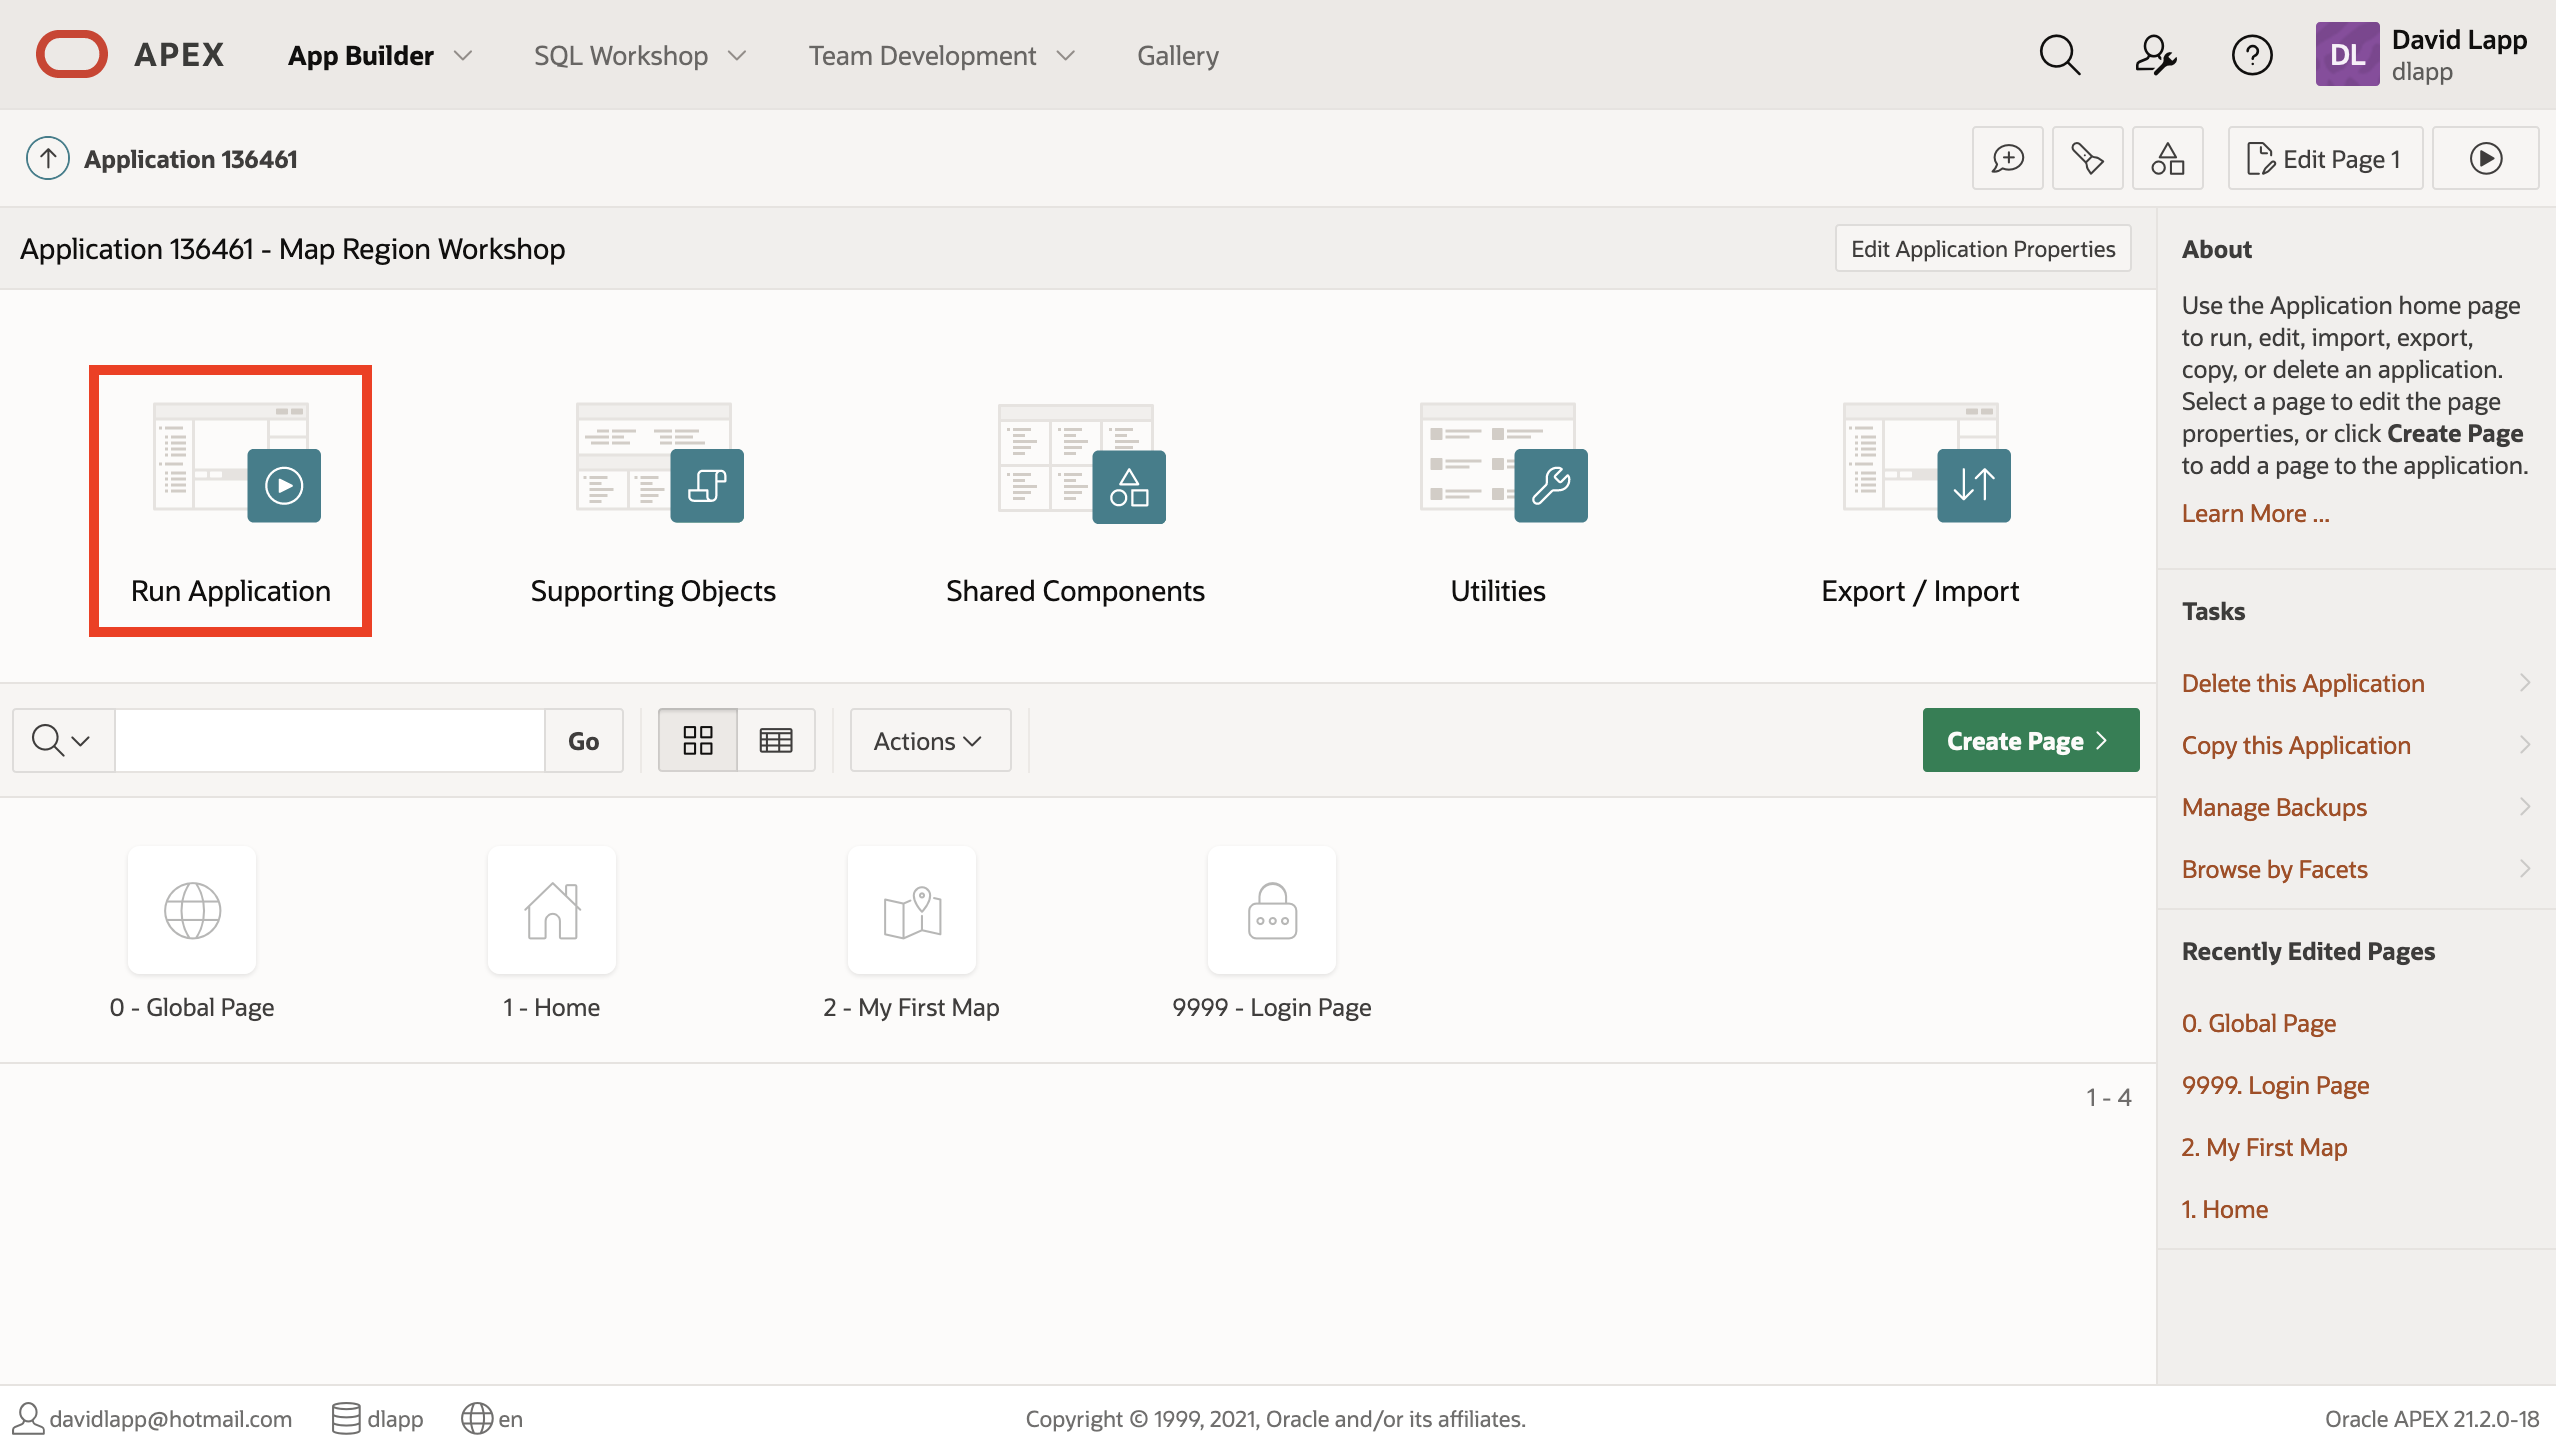 APEX
App Builder
SQL Workshop
Team Development
Gallery
DL
David Lapp
dlapp
Application 136461
Edit Page 1
Application 136461 - Map Region Workshop
Edit Application Properties
Run Application
Supporting Objects
Shared Components
Utilities
Export / Import
Go
Actions
Create Page
0 - Global Page
1 - Home
2 - My First Map
9999 - Login Page
1 - 4
About
Use the Application home page
to run, edit, import, export,
copy, or delete an application.
Select a page to edit the page
properties, or click Create Page
to add a page to the application.
Learn More ...
Tasks
Delete this Application
Copy this Application
Manage Backups
Browse by Facets
Recently Edited Pages
0. Global Page
9999. Login Page
2. My First Map
1. Home
davidlapp@hotmail.com
dlapp
en
Copyright © 1999, 2021, Oracle and/or its affiliates.
Oracle APEX 21.2.0-18